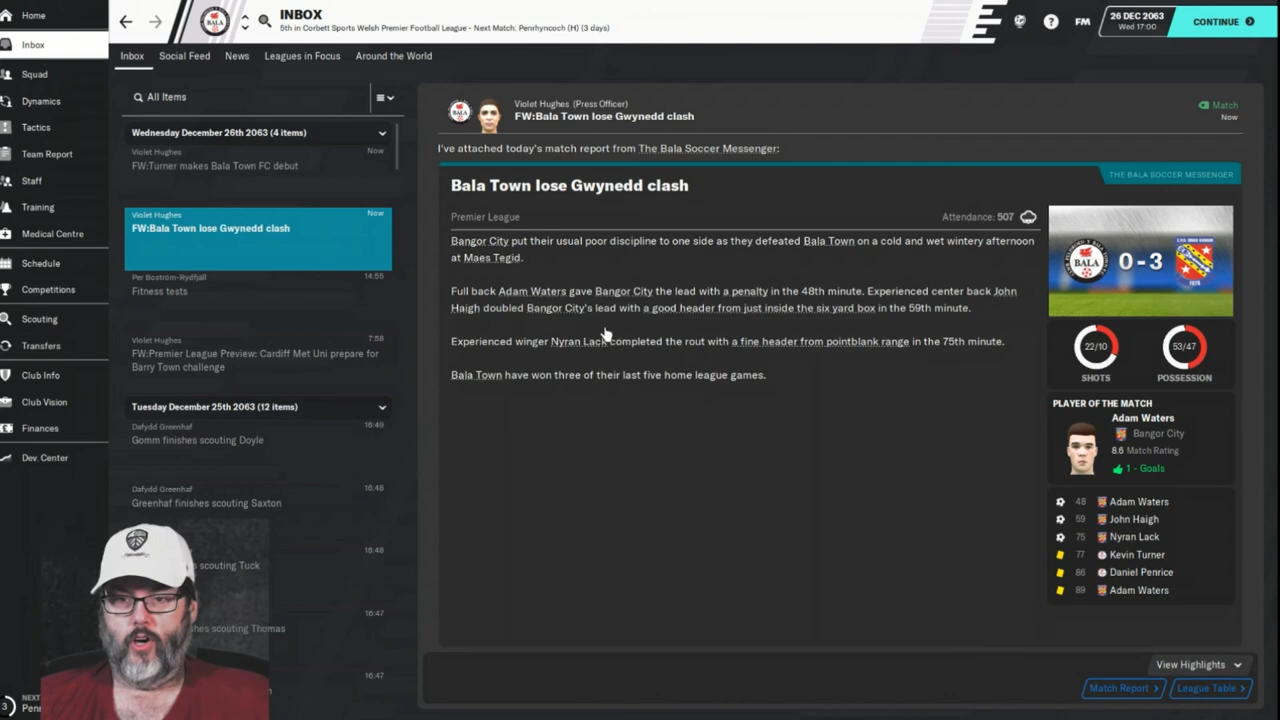 Home
Inbox
Squad
Dynamics
Tactics
Team Report
Staff
Training
Medical Centre
Schedule
Competitions
Scouting
Transfers
Club Info
Club Vision
Finances
Dev. Center
NEXT
3
Penr
BALA
INBOX
5th in Corbett Sports Welsh Premier Football League - Next Match: Penrhyncoch (H) (3 days)
FM
26 DEC 2063
Wed 17:00
CONTINUE
Inbox
Social Feed
News
Leagues in Focus
Around the World
All Items
Wednesday December 26th 2063 (4 items)
Violet Hughes
Now
FW:Turner makes Bala Town FC debut
Violet Hughes
Now
FW:Bala Town lose Gwynedd clash
Per Boström-Rydfjäll
14:55
Fitness tests
Violet Hughes
7:58
FW:Premier League Preview: Cardiff Met Uni prepare for
Barry Town challenge
Tuesday December 25th 2063 (12 items)
Dafydd Greenhaf
16:49
Gomm finishes scouting Doyle
Dafydd Greenhaf
16:48
Greenhaf finishes scouting Saxton
16:48
s scouting Tuck
16:47
shes scouting Thomas
16:47
BALA
Violet Hughes (Press Officer)
FW:Bala Town lose Gwynedd clash
Match
Now
I've attached today's match report from The Bala Soccer Messenger:
THE BALA SOCCER MESSENGER
Bala Town lose Gwynedd clash
Premier League
Attendance: 507
Bangor City put their usual poor discipline to one side as they defeated Bala Town on a cold and wet wintery afternoon
at Maes Tegid.
Full back Adam Waters gave Bangor City the lead with a penalty in the 48th minute. Experienced center back John
Haigh doubled Bangor City's lead with a good header from just inside the six yard box in the 59th minute.
Experienced winger Nyran Lack completed the rout with a fine header from pointblank range in the 75th minute.
Bala Town have won three of their last five home league games.
BALA
0 - 3
22/10
SHOTS
53/47
POSSESSION
PLAYER OF THE MATCH
Adam Waters
Bangor City
8.6 Match Rating
1 - Goals
48 Adam Waters
59 John Haigh
75 Nyran Lack
77 Kevin Turner
86 Daniel Penrice
89 Adam Waters
View Highlights
Match Report
League Table